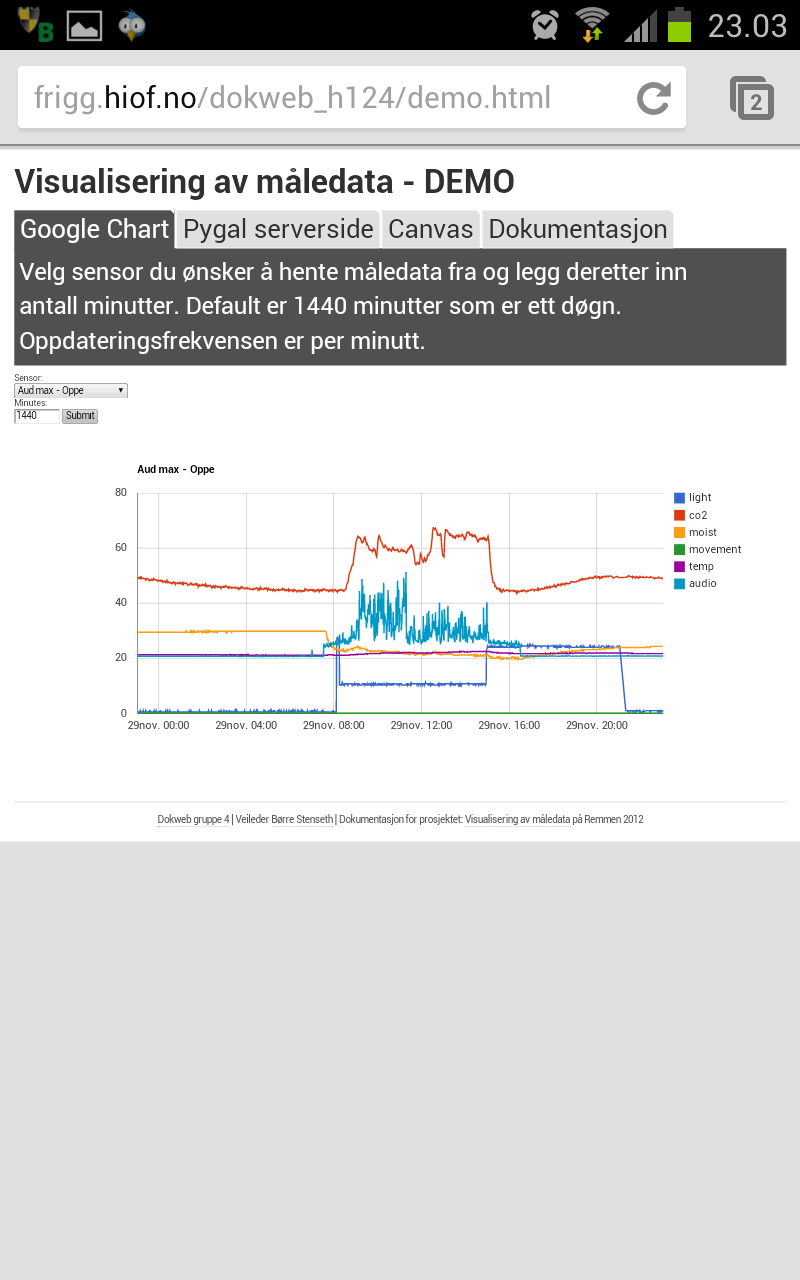 B
23.03
frigg.hiof.no/dokweb_h124/demo.html
2
Visualisering av måledata - DEMO
Google Chart Pygal serverside Canvas Dokumentasjon
Velg sensor du ønsker å hente måledata fra og legg deretter inn
antall minutter. Default er 1440 minutter som er ett døgn.
Oppdateringsfrekvensen er per minutt.
Sensor:
Aud max - Oppe
Minutes:
1440 Submit
Aud max - Oppe
80
60
40
20
0
29nov. 00:00 29nov. 04:00 29nov. 08:00 29nov. 12:00 29nov. 16:00 29nov. 20:00
light
co2
moist
movement
temp
audio
Dokweb gruppe 4 | Veileder Børre Stenseth | Dokumentasjon for prosjektet: Visualisering av måledata på Remmen 2012